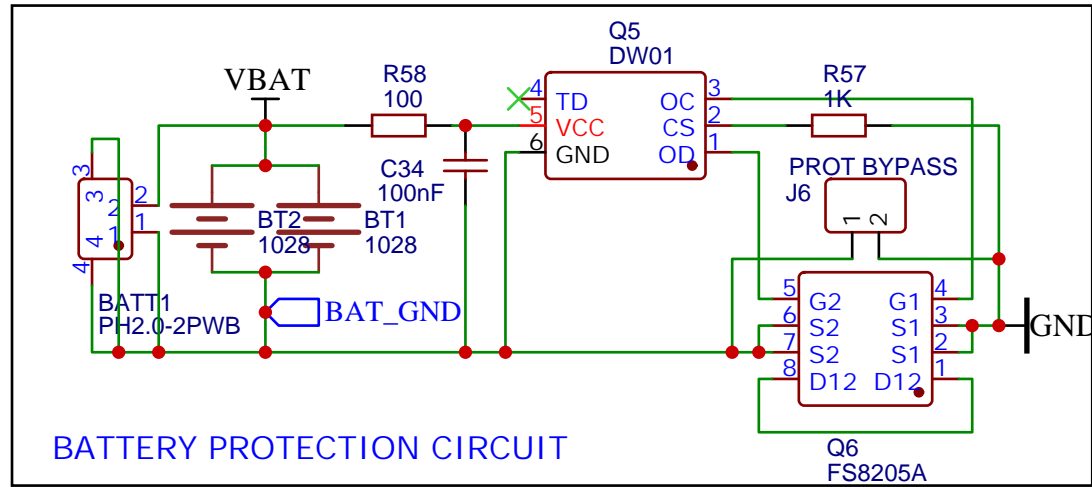 Q5
DW01
VBAT
R58
100
4
TD
OC
3
R57
1K
5
VCC
CS
2
6
GND
OD
1
C34
100nF
PROT BYPASS
J6
1
2
3
3
2
2
1
1
4
4
BT2
1028
BT1
1028
BATT1
PH2.0-2PWB
BAT_GND
5
G2
G1
4
6
S2
S1
3
7
S2
S1
2
8
D12
D12
1
GND
Q6
FS8205A
BATTERY PROTECTION CIRCUIT